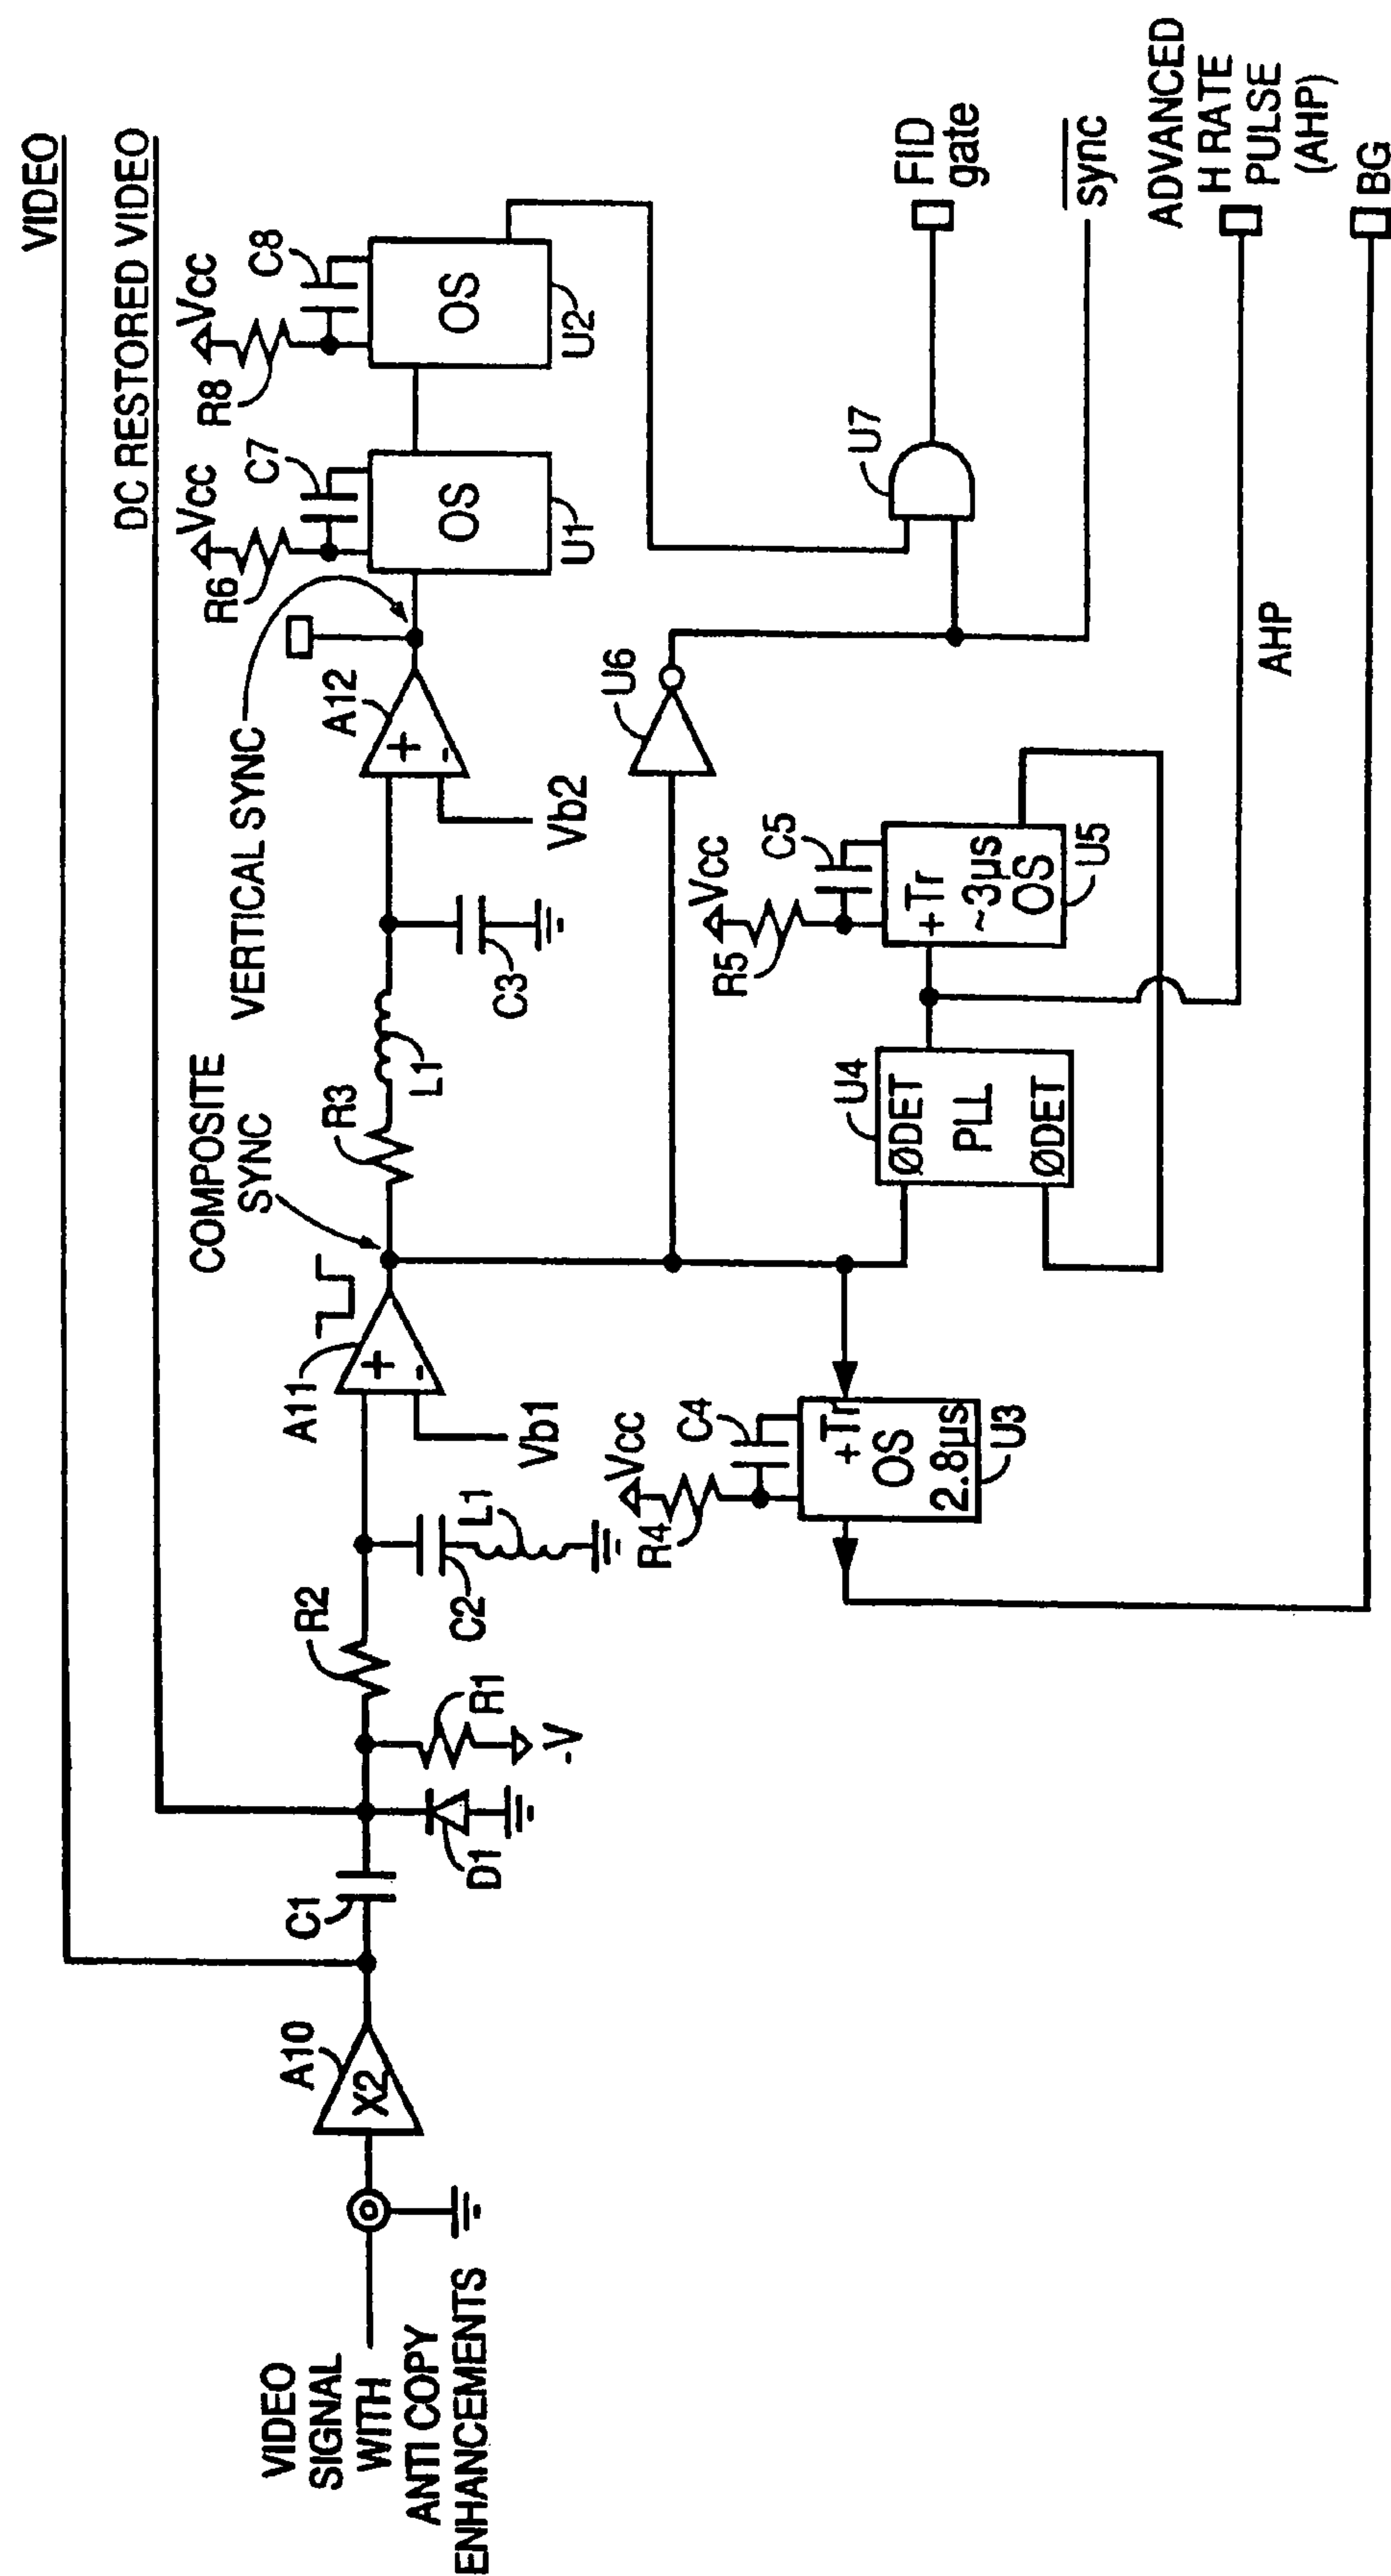 VIDEO
DC RESTORED VIDEO
VIDEO
SIGNAL
WITH
ANTI COPY
ENHANCEMENTS
A10
X2
C1
D1
R1
-V
R2
C2
L1
A11
+
-
Vb1
COMPOSITE
SYNC
R3
L1
C3
VERTICAL SYNC
A12
+
-
Vb2
R6
Vcc
C7
OS
U1
R8
Vcc
C8
OS
U2
U6
U7
FID
gate
sync
R4
Vcc
C4
+Tr
OS
2.8µs
U3
U4
ØDET
PLL
ØDET
R5
Vcc
C5
+Tr
~3µs
OS
U5
AHP
ADVANCED
H RATE
PULSE
(AHP)
BG